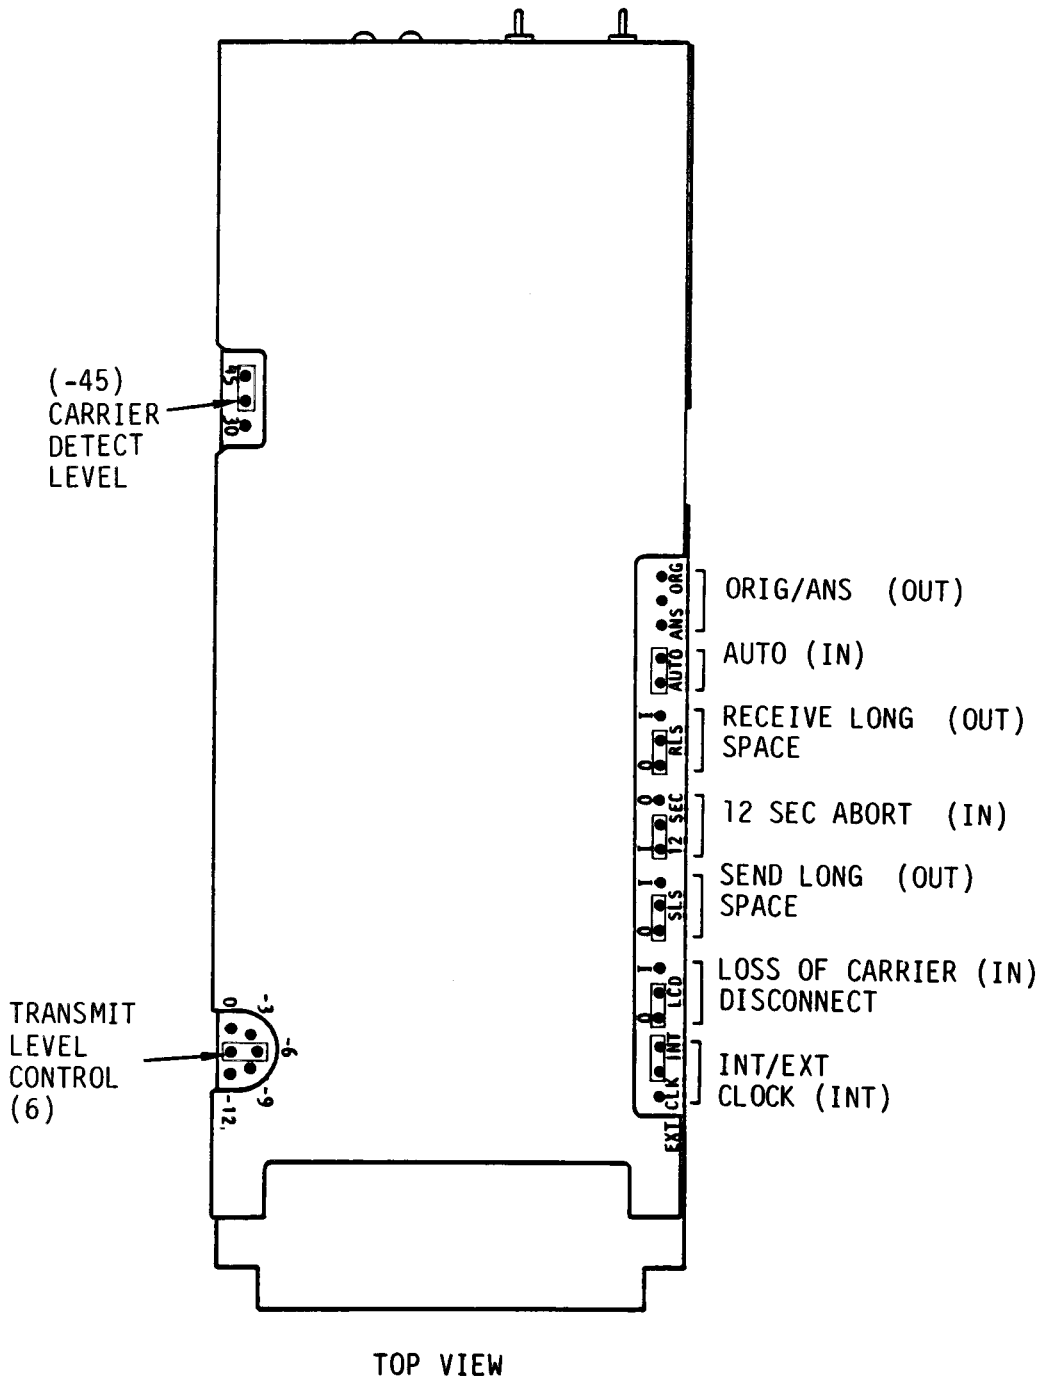 (-45)
CARRIER
DETECT
LEVEL
45
30
ORG
ANS
ORIG/ANS (OUT)
AUTO
AUTO (IN)
I
RLS
O
RECEIVE LONG (OUT)
SPACE
O
12 SEC
I
12 SEC ABORT (IN)
I
SLS
O
SEND LONG (OUT)
SPACE
I
LCD
O
LOSS OF CARRIER (IN)
DISCONNECT
INT
CLK
EXT
INT/EXT
CLOCK (INT)
TRANSMIT
LEVEL
CONTROL
(6)
0
-3
-6
-9
-12
TOP VIEW